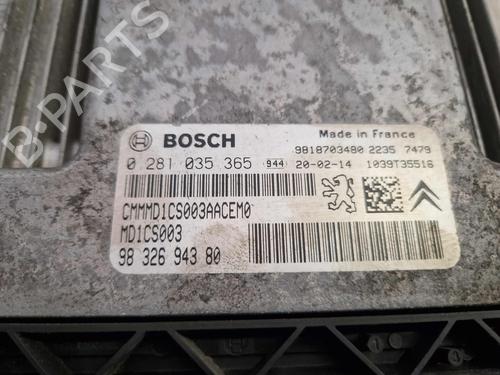 B-PARTS
BOSCH
Made in France
0 281 035 365 944 20-02-14 1039T35516
9818703480 2235 7479
CMMMD1CS003AACEM0
MD1CS003
98 326 943 80